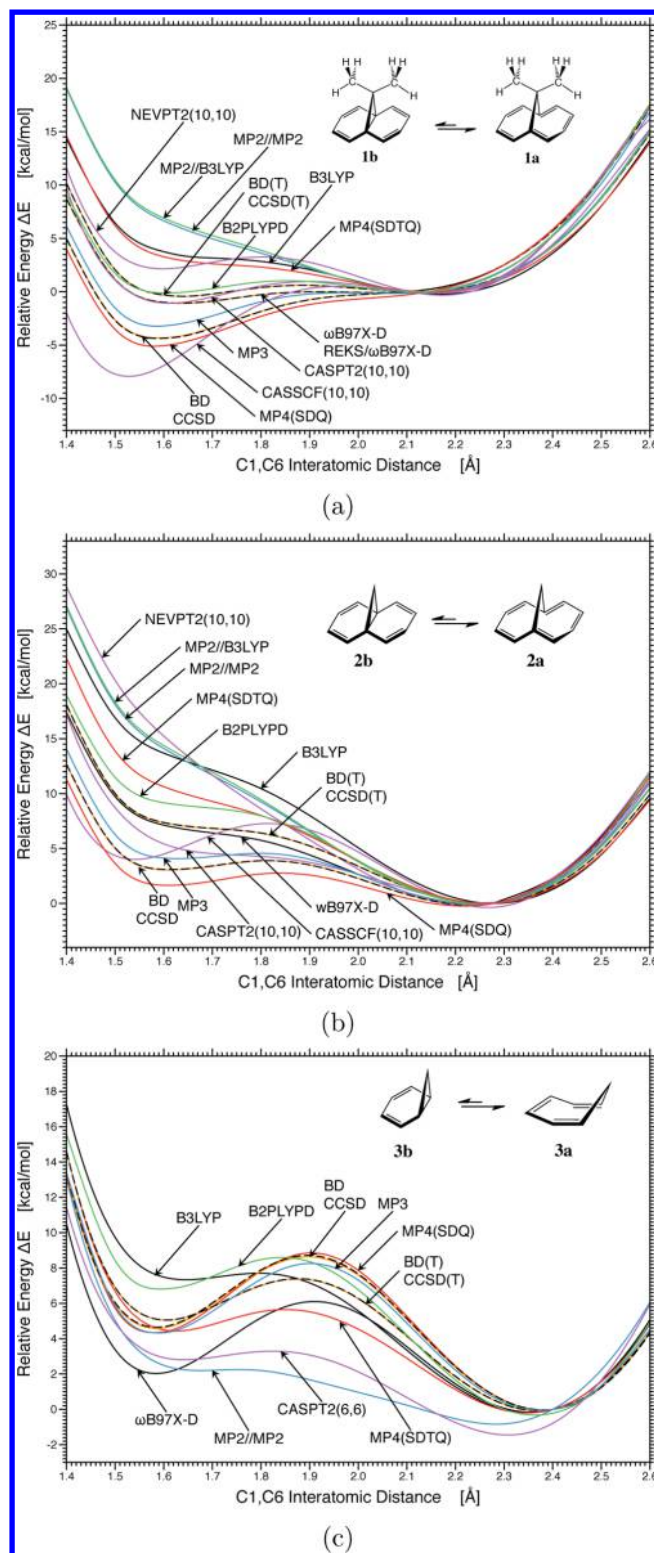 25
20
15
10
5
0
-5
-10
Relative Energy ΔE [kcal/mol]
H H H H
C C
H H
1b
H H H H
C C
H H
1a
NEVPT2(10,10)
MP2//MP2
MP2//B3LYP
BD(T)
CCSD(T)
B3LYP
B2PLYPD
MP4(SDTQ)
ωB97X-D
REKS/ωB97X-D
MP3
CASPT2(10,10)
CASSCF(10,10)
BD
CCSD
MP4(SDQ)
1.4 1.5 1.6 1.7 1.8 1.9 2.0 2.1 2.2 2.3 2.4 2.5 2.6
C1,C6 Interatomic Distance [Å]
(a)
30
25
20
15
10
5
0
Relative Energy ΔE [kcal/mol]
2b
2a
NEVPT2(10,10)
MP2//B3LYP
MP2//MP2
MP4(SDTQ)
B2PLYPD
B3LYP
BD(T)
CCSD(T)
BD
CCSD
MP3
wB97X-D
CASPT2(10,10)
CASSCF(10,10)
MP4(SDQ)
1.4 1.5 1.6 1.7 1.8 1.9 2.0 2.1 2.2 2.3 2.4 2.5 2.6
C1,C6 Interatomic Distance [Å]
(b)
20
18
16
14
12
10
8
6
4
2
0
-2
Relative Energy ΔE [kcal/mol]
3b
3a
B3LYP
B2PLYPD
BD
CCSD
MP3
MP4(SDQ)
BD(T)
CCSD(T)
ωB97X-D
CASPT2(6,6)
MP2//MP2
MP4(SDTQ)
1.4 1.5 1.6 1.7 1.8 1.9 2.0 2.1 2.2 2.3 2.4 2.5 2.6
C1,C6 Interatomic Distance [Å]
(c)